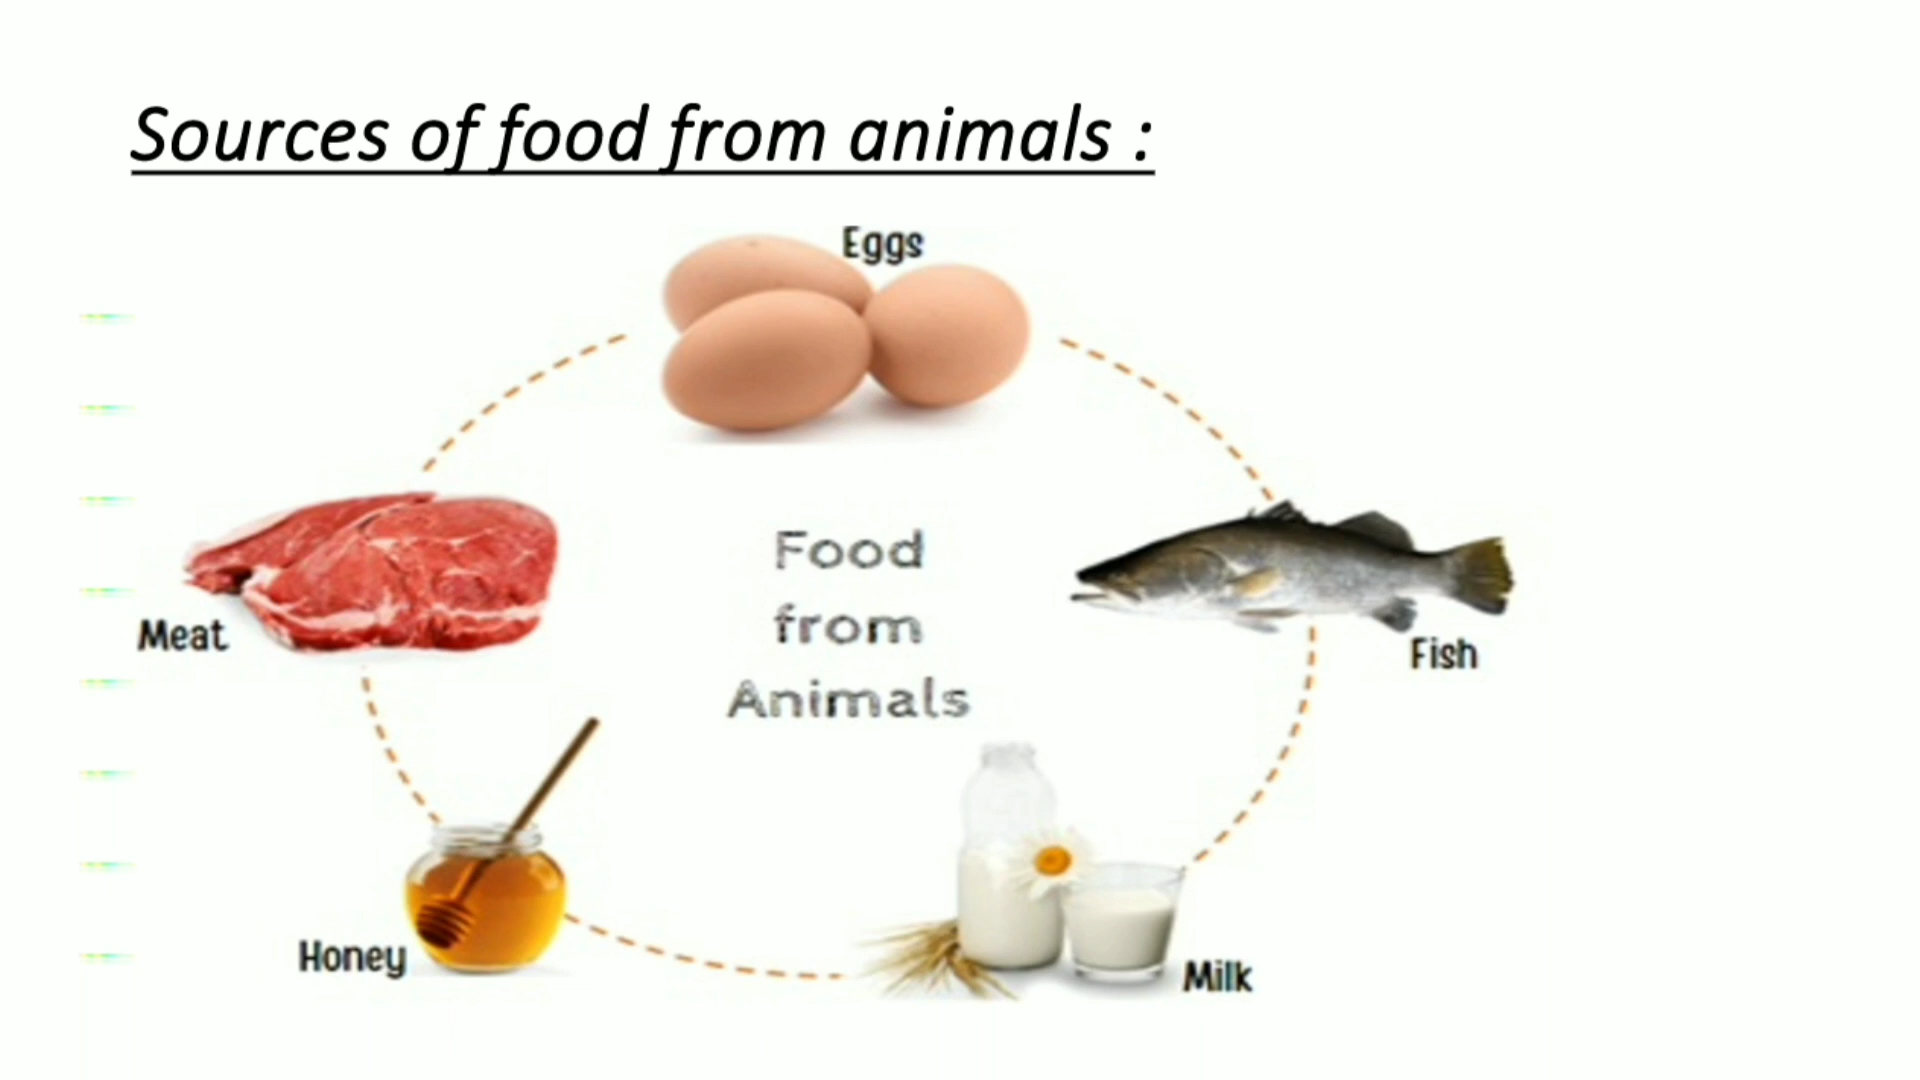 Sources of food from animals :
Eggs
Food
from
Animals
Meat
Fish
Honey
Milk